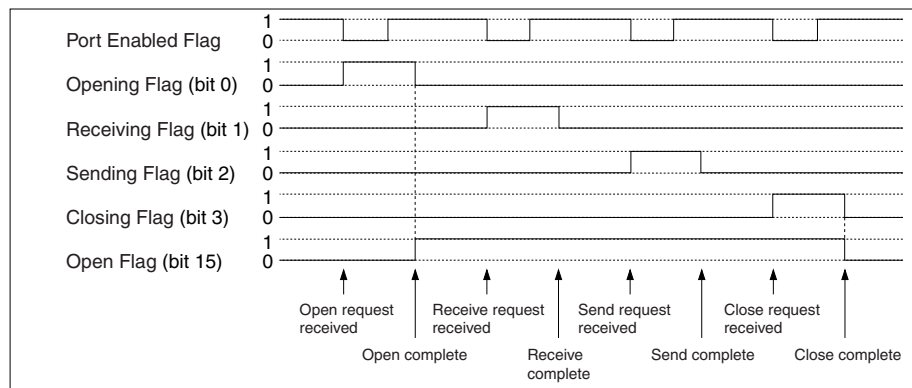 1
Port Enabled Flag
0
1
Opening Flag (bit 0)
0
1
Receiving Flag (bit 1)
0
1
Sending Flag (bit 2)
0
1
Closing Flag (bit 3)
0
1
Open Flag (bit 15)
0
Open request
received
Receive request
received
Send request
received
Close request
received
Open complete
Receive
complete
Send complete
Close complete